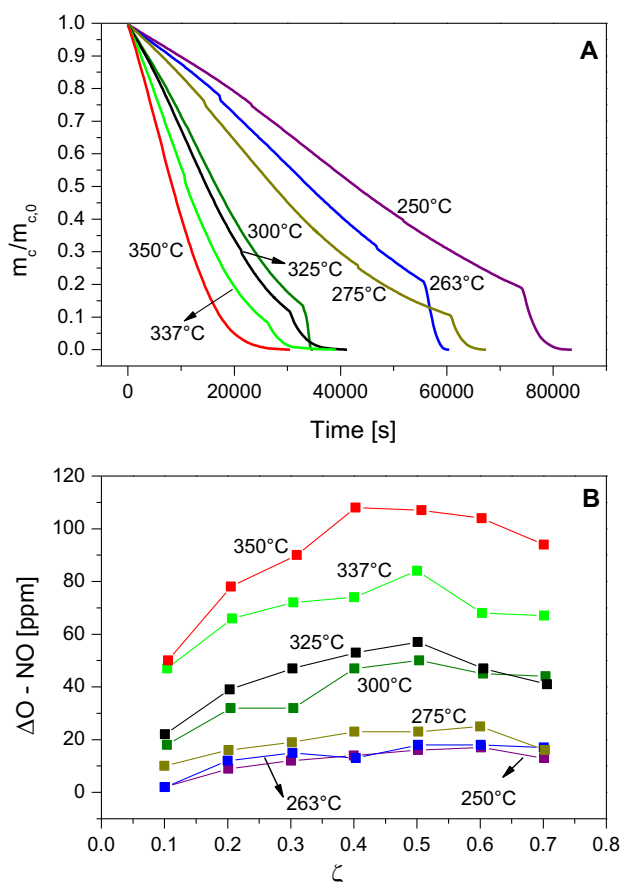 1.0
A
0.9
0.8
0.7
0.6
0.5
0.4
0.3
0.2
0.1
0.0
m_c/m_c,0
250°C
300°C
350°C
325°C
263°C
275°C
337°C
0 20000 40000 60000 80000
Time [s]
120
B
100
80
60
40
20
0
ΔO - NO [ppm]
350°C
337°C
325°C
300°C
275°C
263°C
250°C
0.0 0.1 0.2 0.3 0.4 0.5 0.6 0.7 0.8
ζ